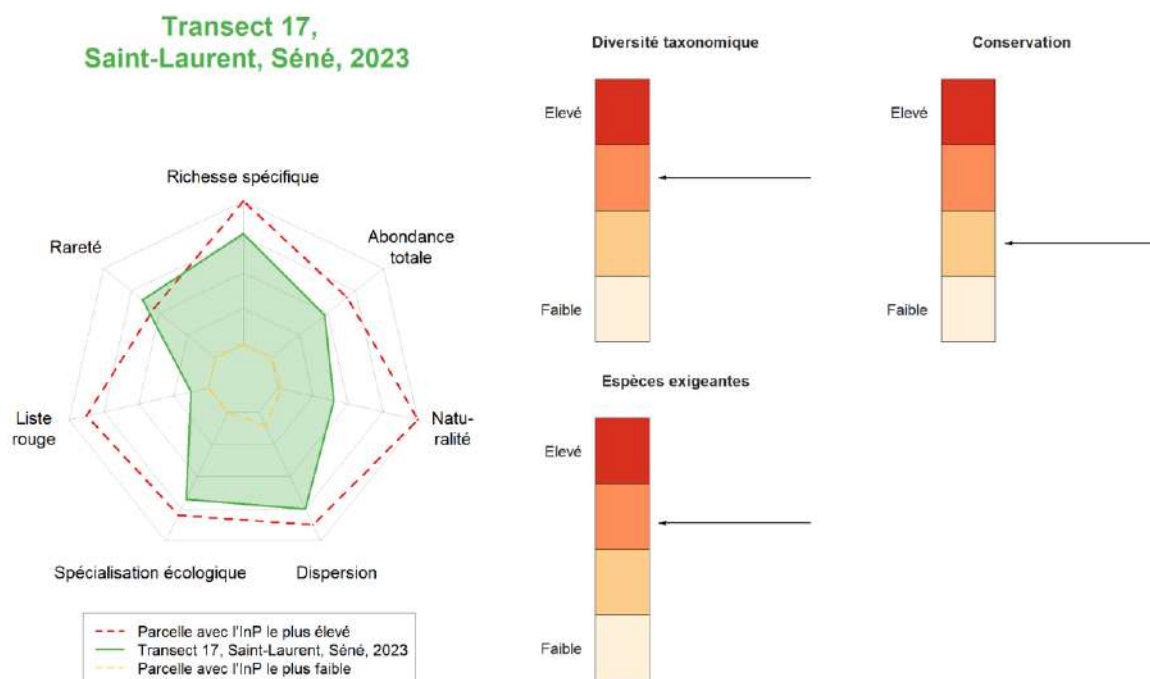 Transect 17,
Saint-Laurent, Séné, 2023
Richesse spécifique
Abondance
totale
Rareté
Liste
rouge
Natu-
ralité
Spécialisation écologique
Dispersion
Parcelle avec l'InP le plus élevé
Transect 17, Saint-Laurent, Séné, 2023
Parcelle avec l'InP le plus faible
Diversité taxonomique
Elevé
Faible
Conservation
Elevé
Faible
Espèces exigeantes
Elevé
Faible